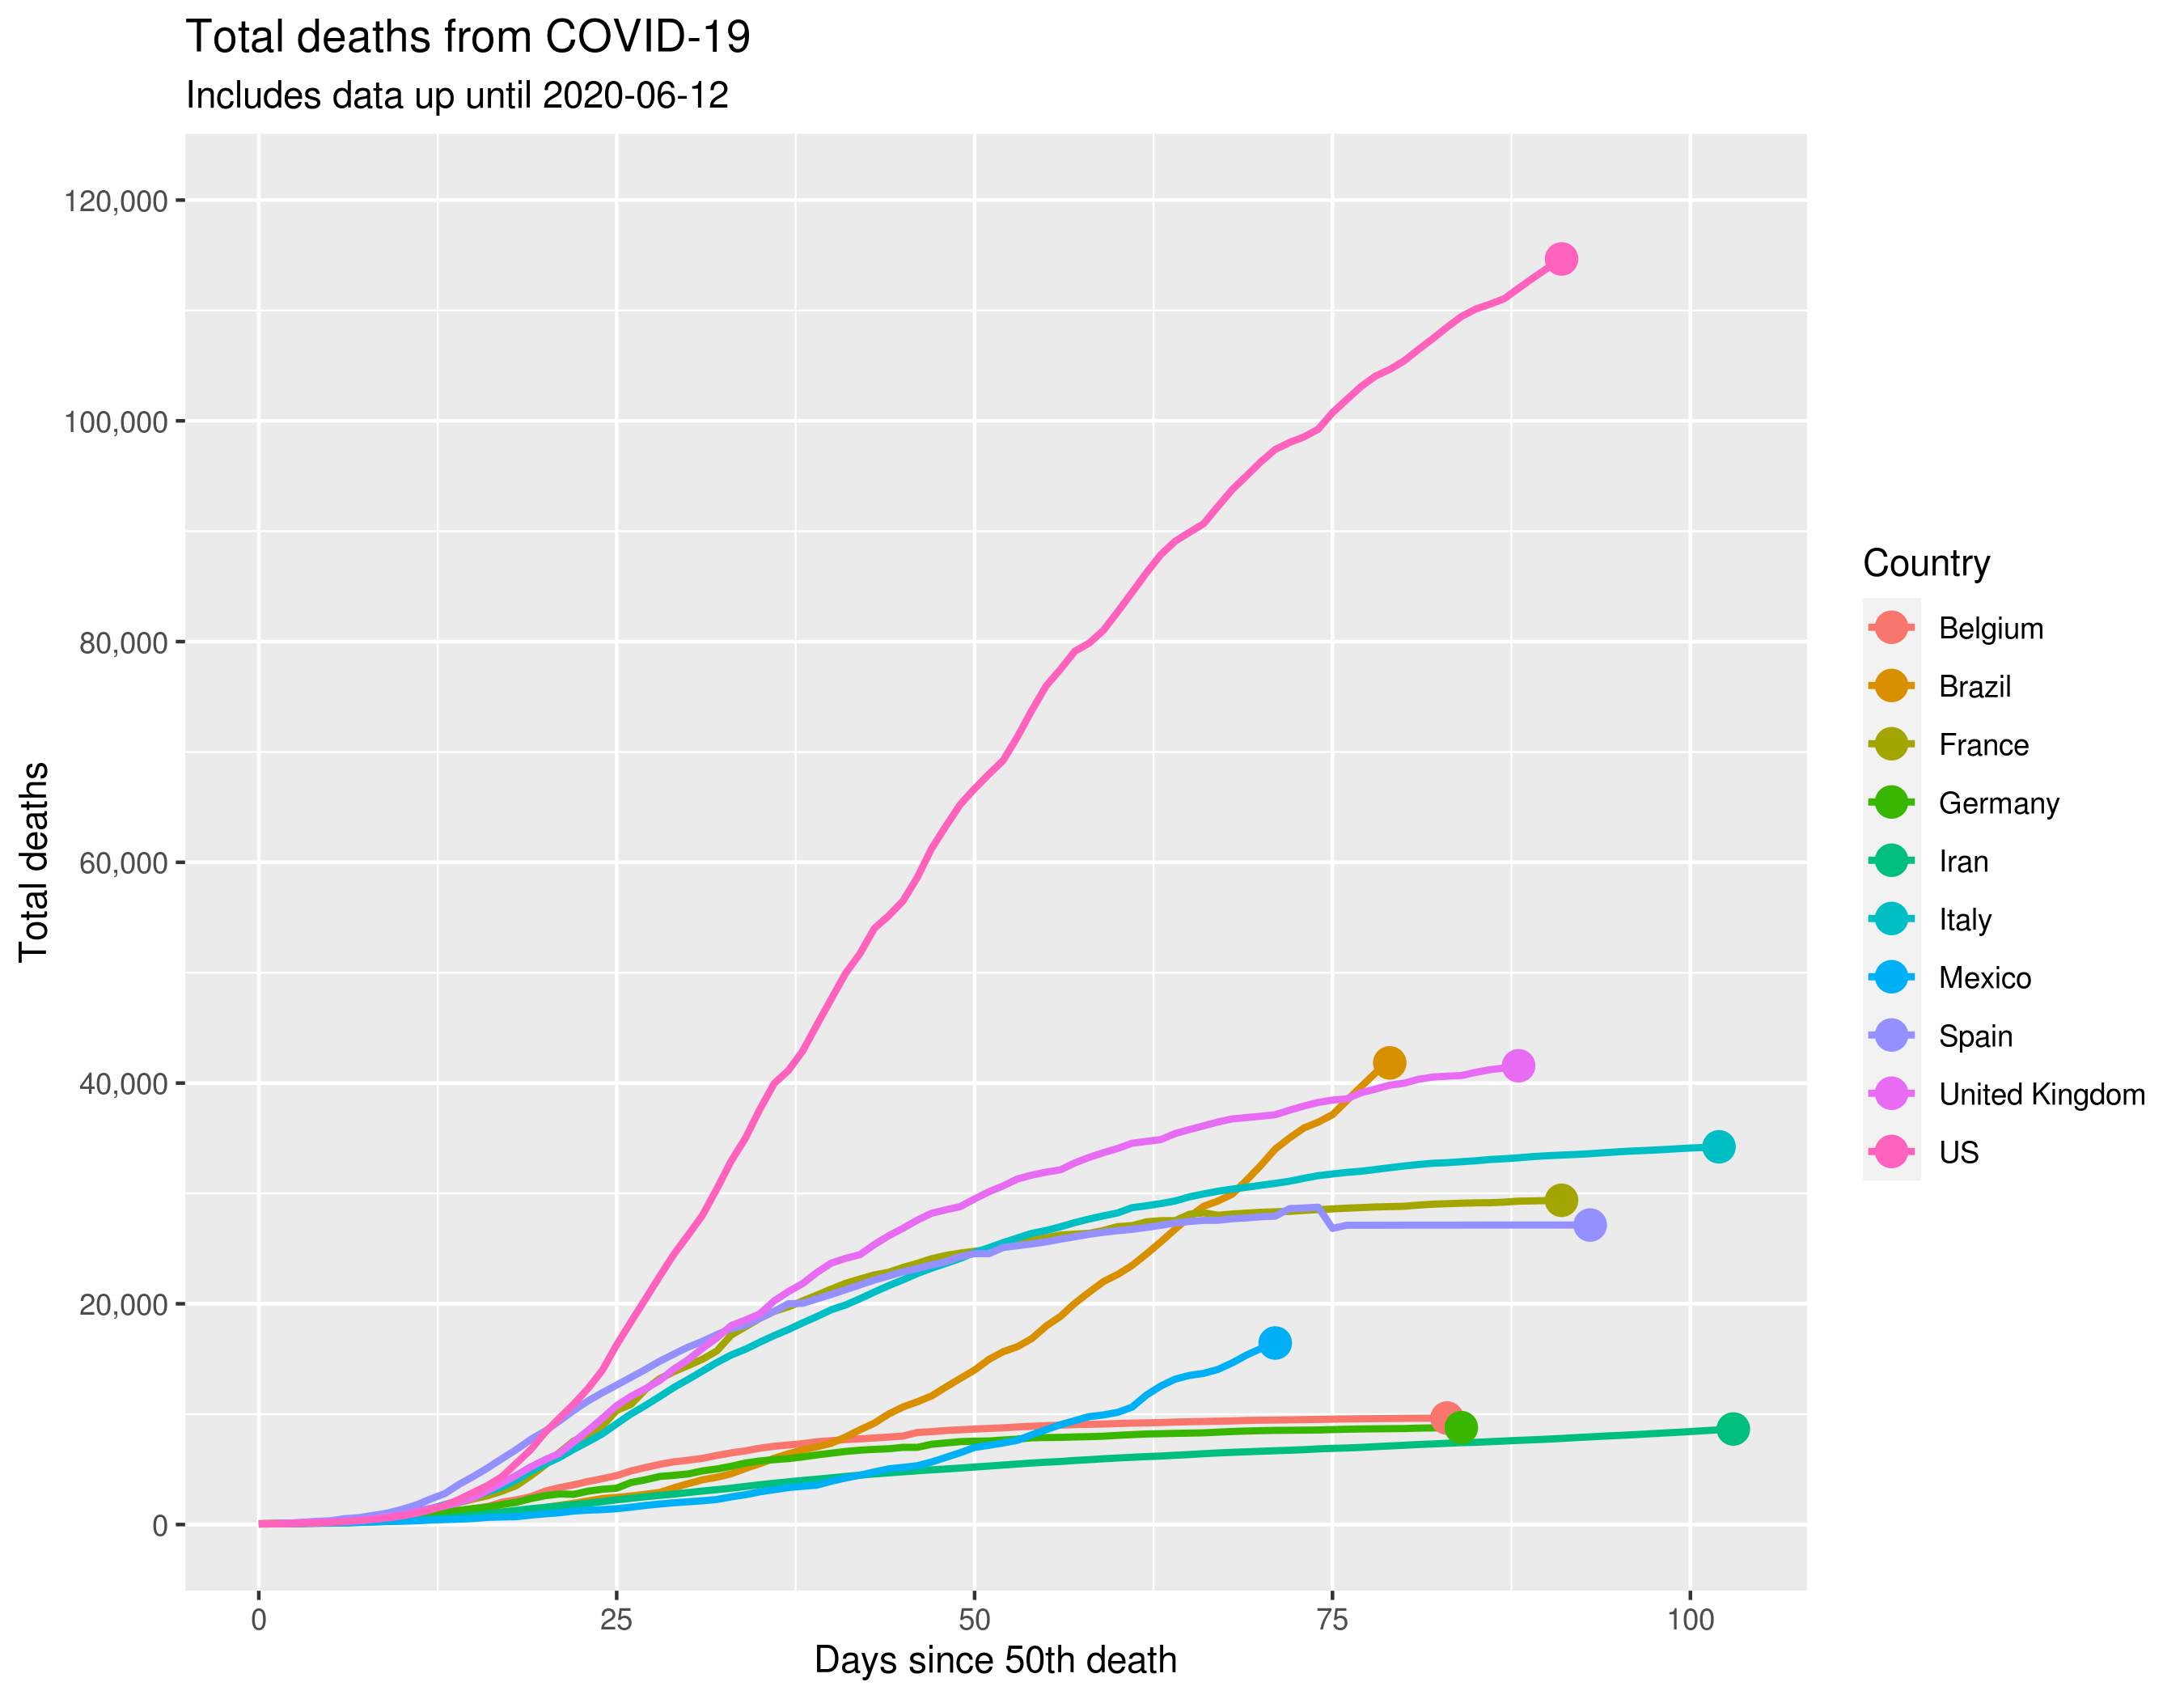 Total deaths from COVID-19
Includes data up until 2020-06-12
Total deaths
120,000
100,000
80,000
60,000
40,000
20,000
0
0 25 50 75 100
Days since 50th death
Country
Belgium
Brazil
France
Germany
Iran
Italy
Mexico
Spain
United Kingdom
US